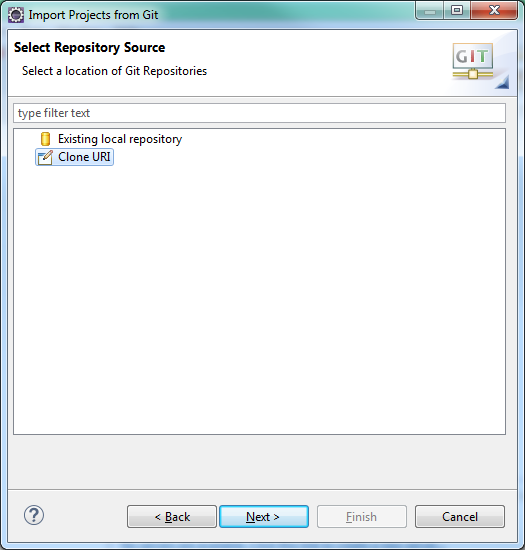 Import Projects from Git
Select Repository Source
Select a location of Git Repositories
GIT
type filter text
Existing local repository
Clone URI
?
< Back
Next >
Finish
Cancel